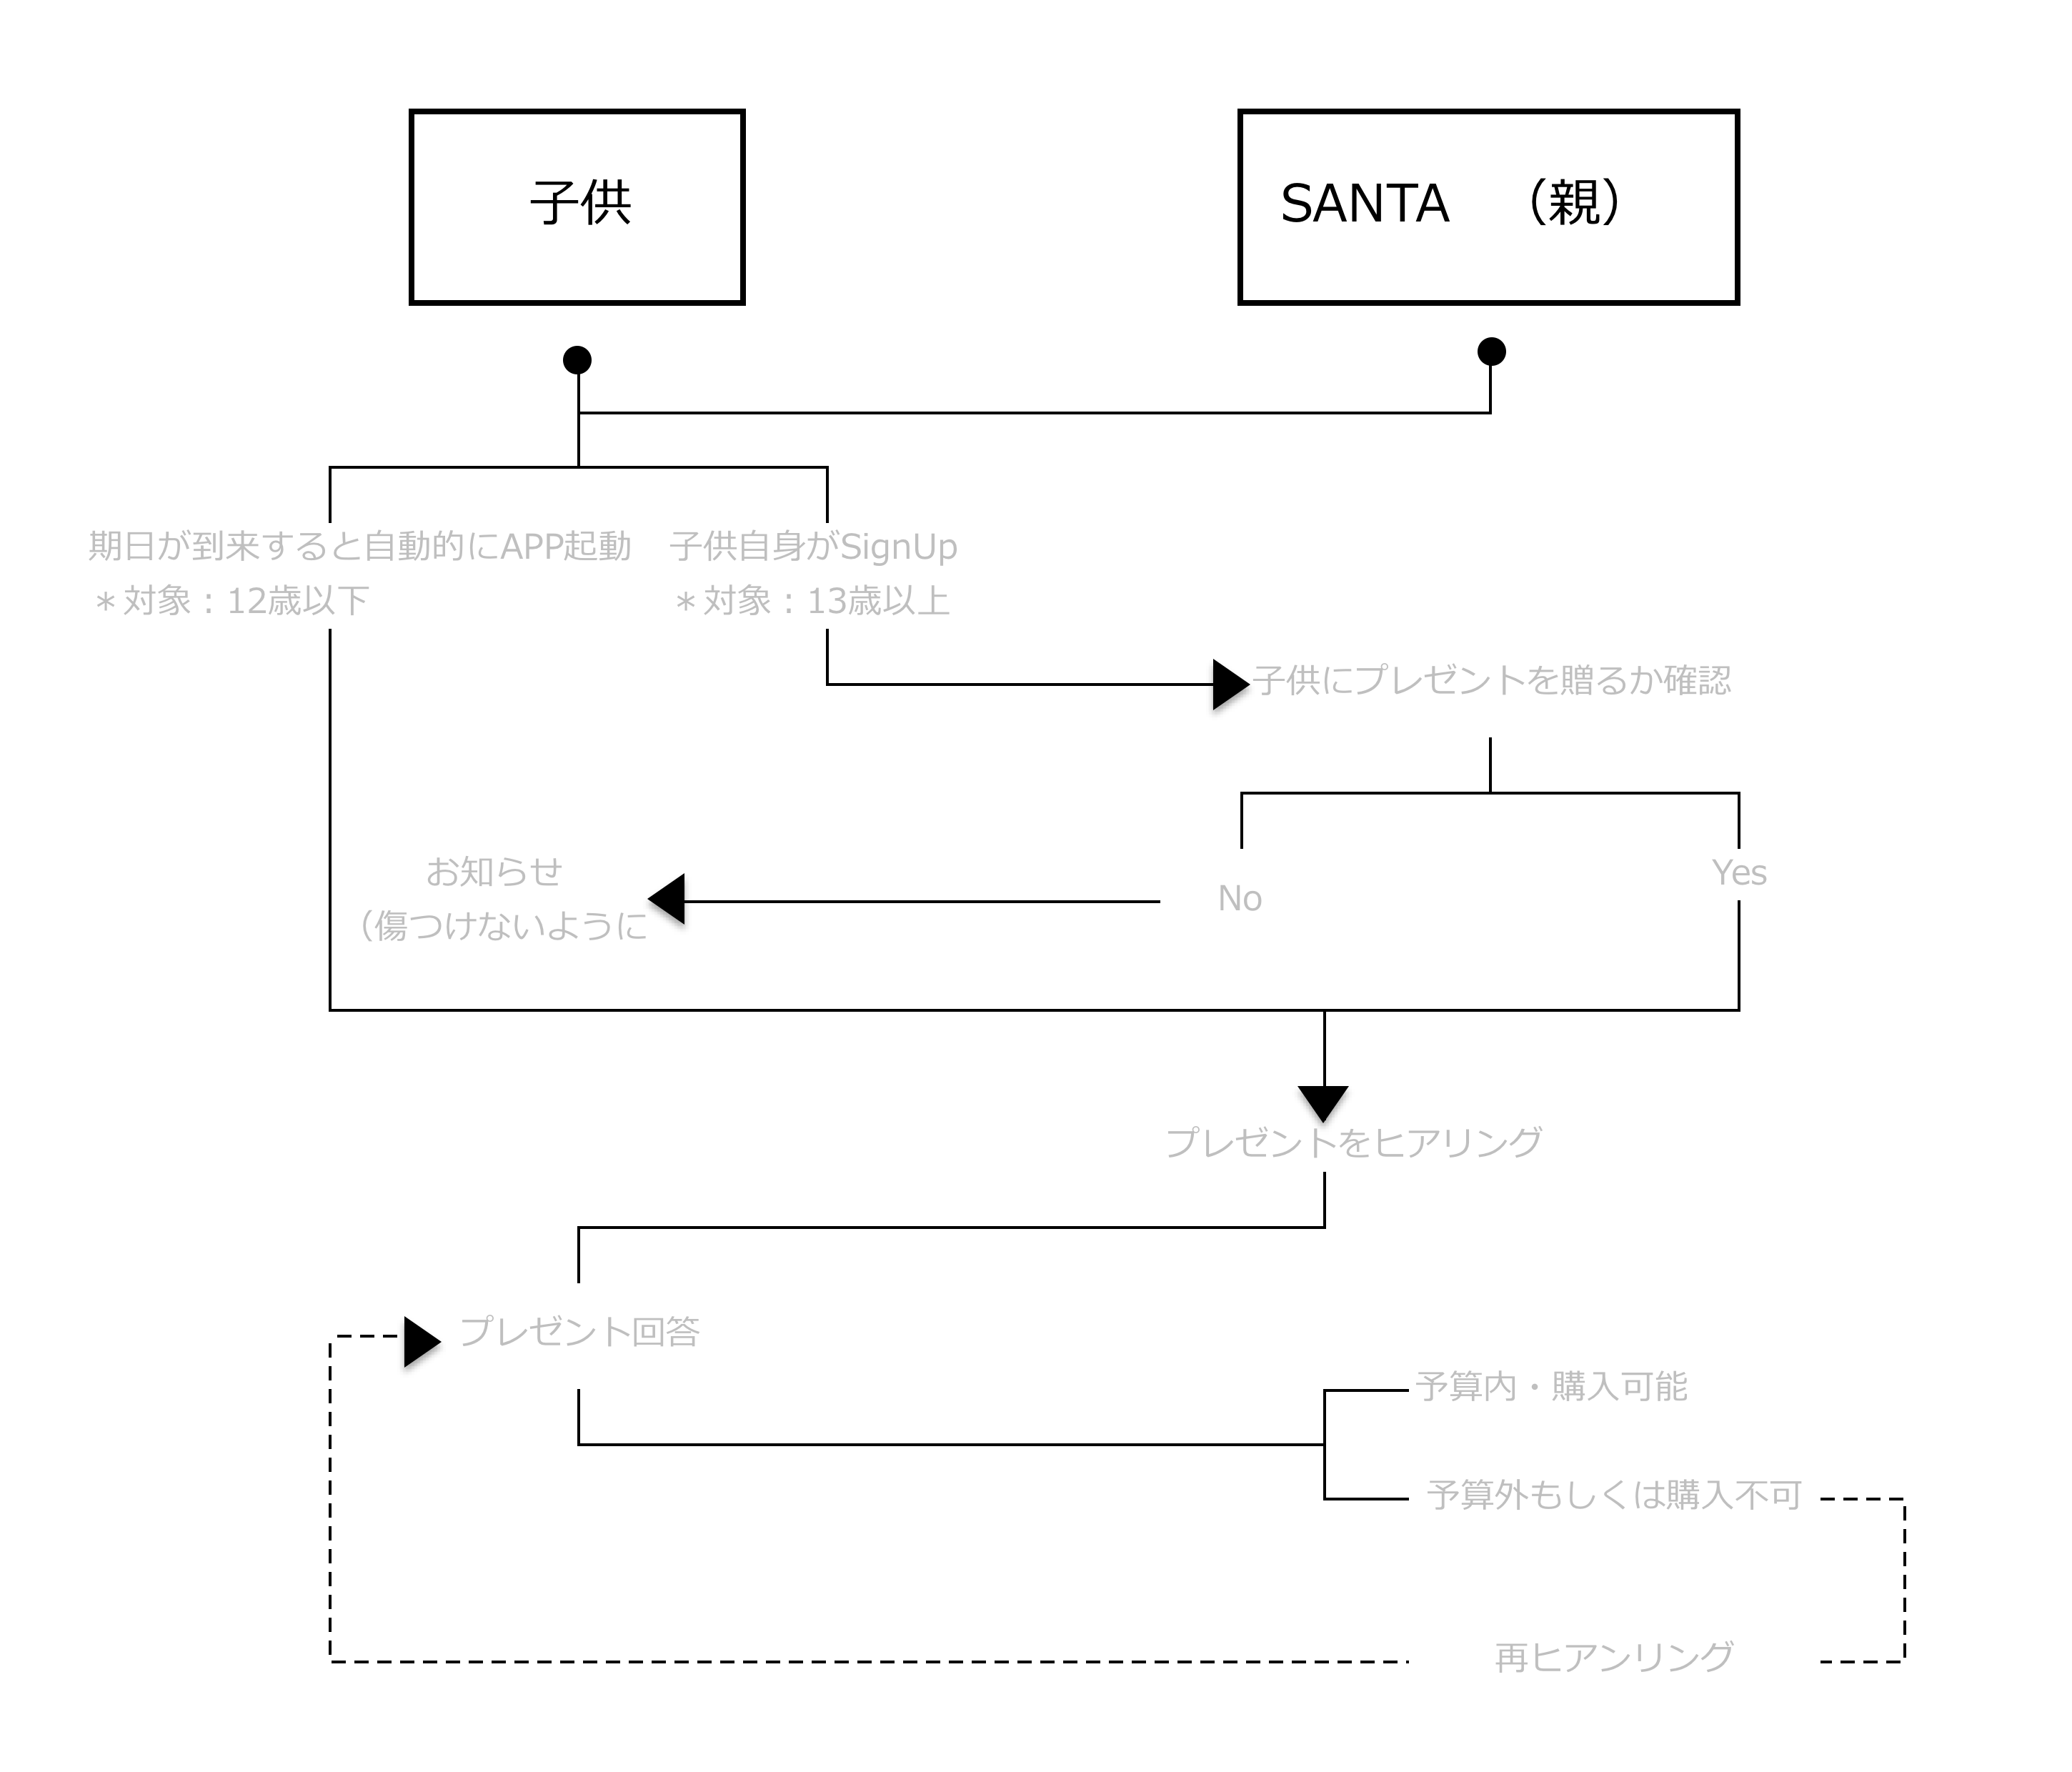 子供
SANTA （親）
期日が到来すると自動的にAPP起動
＊対象：12歳以下
子供自身がSignUp
＊対象：13歳以上
子供にプレゼントを贈るか確認
お知らせ
（傷つけないように
No
Yes
プレゼントをヒアリング
プレゼント回答
予算内・購入可能
予算外もしくは購入不可
再ヒアンリング